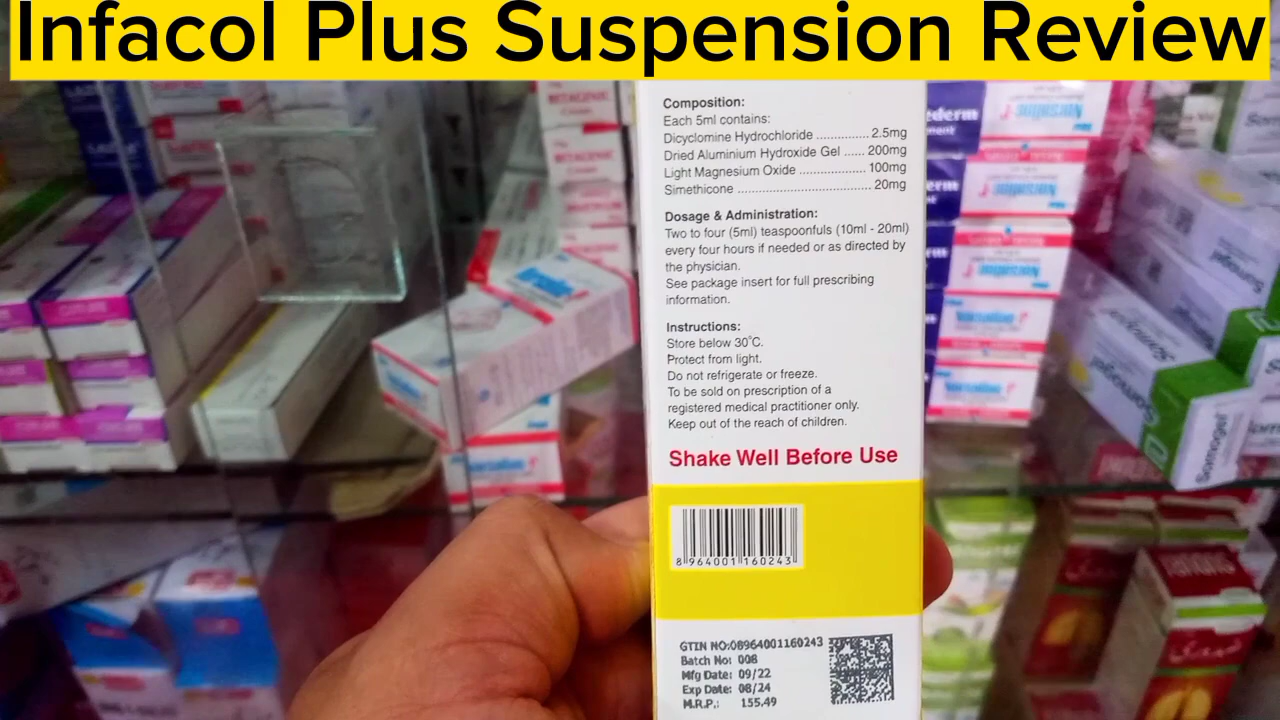 Infacol Plus Suspension Review
Composition:
Each 5ml contains:
Dicyclomine Hydrochloride .............. 2.5mg
Dried Aluminium Hydroxide Gel ...... 200mg
Light Magnesium Oxide .................. 100mg
Simethicone .................................... 20mg
Dosage & Administration:
Two to four (5ml) teaspoonfuls (10ml - 20ml)
every four hours if needed or as directed by
the physician.
See package insert for full prescribing
information.
Instructions:
Store below 30°C.
Protect from light.
Do not refrigerate or freeze.
To be sold on prescription of a
registered medical practitioner only.
Keep out of the reach of children.
Shake Well Before Use
8 964001 160243
GTIN NO:08964001160243
Batch No: 008
Mfg Date: 09/22
Exp Date: 08/24
M.R.P.: 155.49
Somogel
Somogel